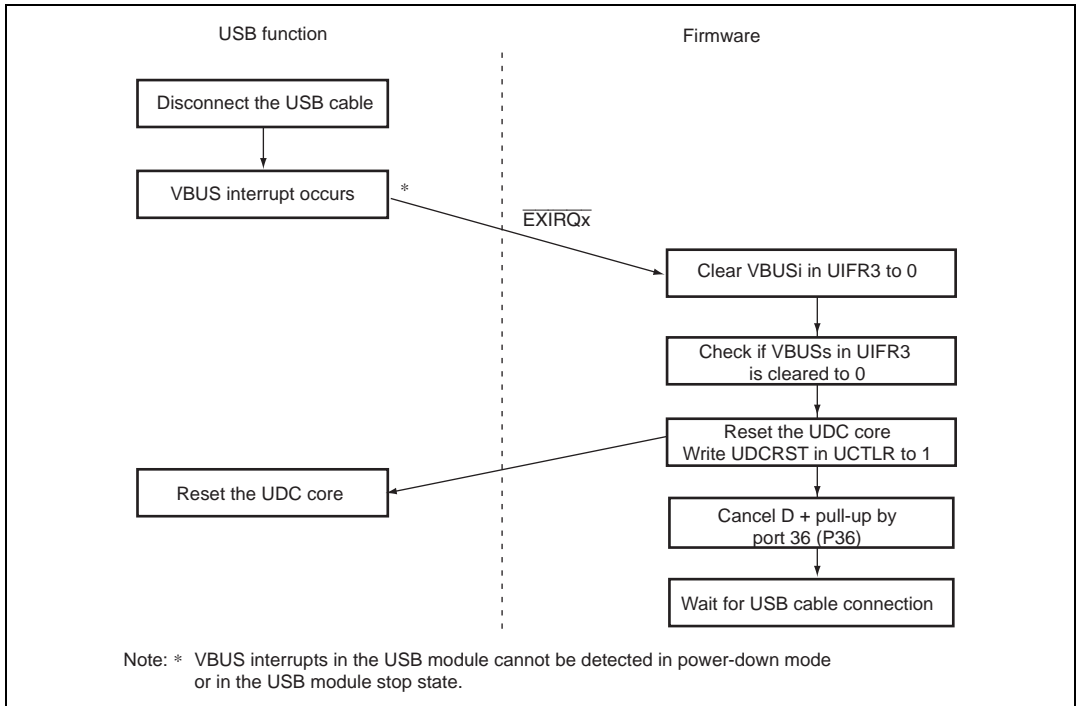 USB function
Firmware
Disconnect the USB cable
VBUS interrupt occurs
*
EXIRQx
Clear VBUSi in UIFR3 to 0
Check if VBUSs in UIFR3
is cleared to 0
Reset the UDC core
Write UDCRST in UCTLR to 1
Reset the UDC core
Cancel D + pull-up by
port 36 (P36)
Wait for USB cable connection
Note: * VBUS interrupts in the USB module cannot be detected in power-down mode
or in the USB module stop state.